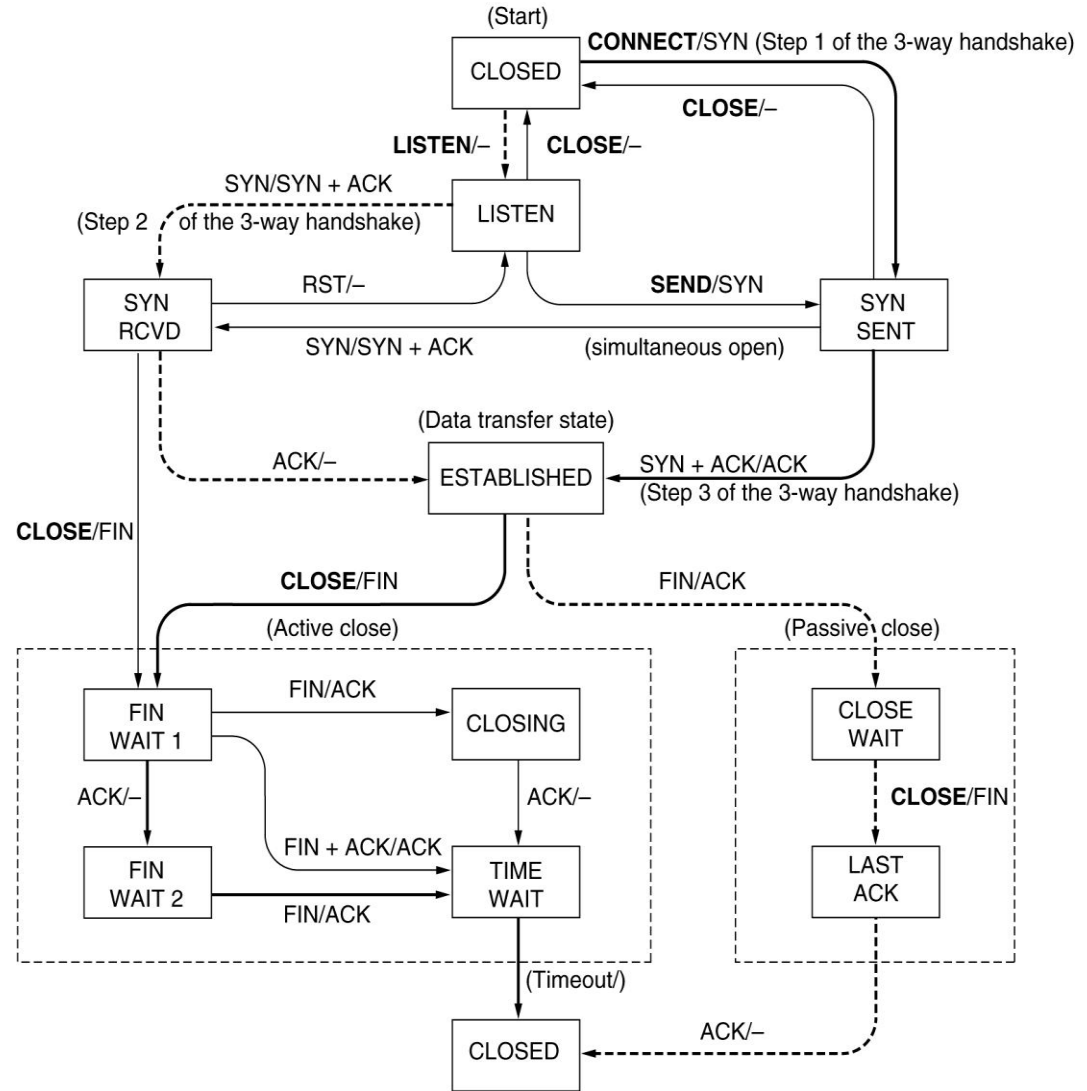 (Start)
CONNECT/SYN (Step 1 of the 3-way handshake)
CLOSED
CLOSE/–
LISTEN/–
CLOSE/–
SYN/SYN + ACK
LISTEN
(Step 2 of the 3-way handshake)
RST/–
SEND/SYN
SYN
RCVD
SYN
SENT
SYN/SYN + ACK
(simultaneous open)
(Data transfer state)
ACK/–
ESTABLISHED
SYN + ACK/ACK
(Step 3 of the 3-way handshake)
CLOSE/FIN
CLOSE/FIN
FIN/ACK
(Active close)
(Passive close)
FIN/ACK
FIN
WAIT 1
CLOSING
CLOSE
WAIT
ACK/–
ACK/–
CLOSE/FIN
FIN + ACK/ACK
FIN
WAIT 2
TIME
WAIT
LAST
ACK
FIN/ACK
(Timeout/)
ACK/–
CLOSED